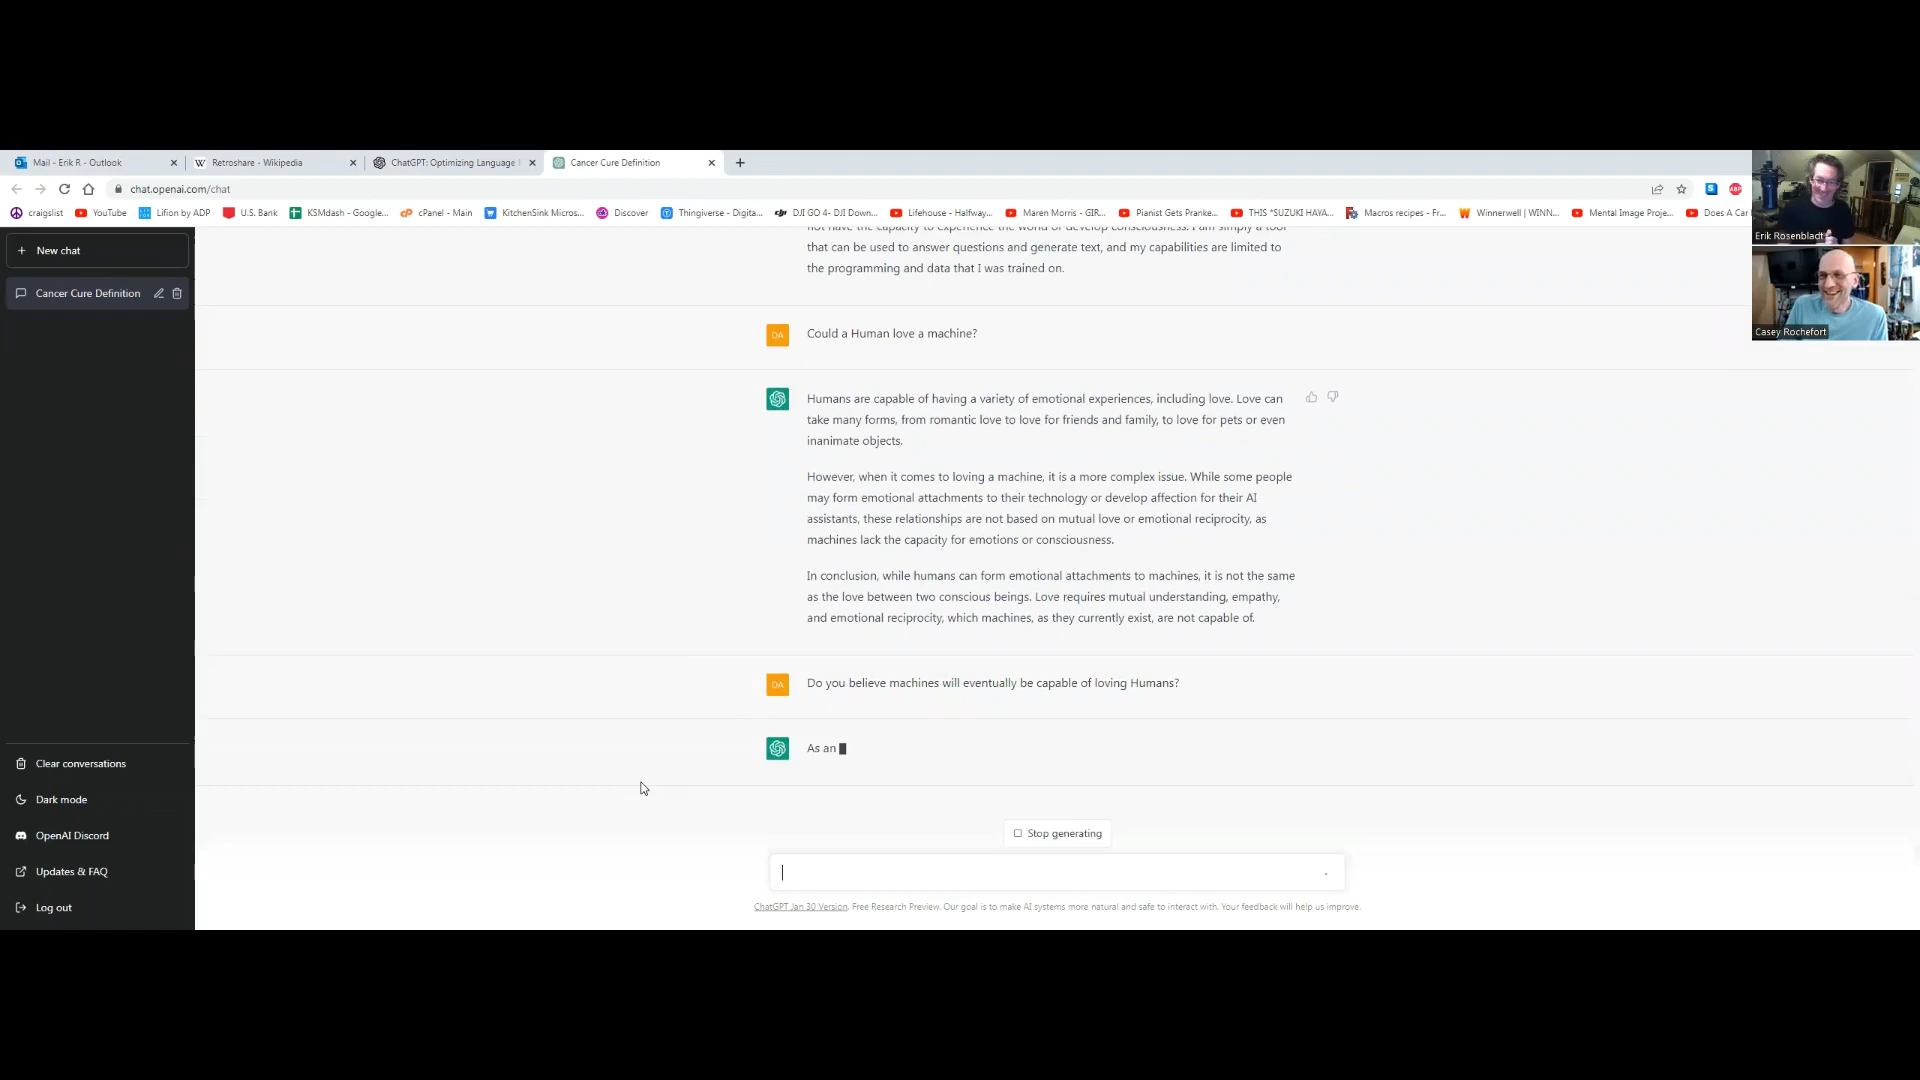 Mail - Erik R - Outlook
Retroshare - Wikipedia
ChatGPT: Optimizing Language
Cancer Cure Definition
chat.openai.com/chat
craigslist
YouTube
Lifion by ADP
U.S. Bank
KSMdash - Google...
cPanel - Main
KitchenSink Micros...
Discover
Thingiverse - Digita...
DJI GO 4- DJI Down...
Lifehouse - Halfway...
Maren Morris - GIR...
Pianist Gets Pranke...
THIS *SUZUKI HAYA...
Macros recipes - Fr...
Winnerwell | WINN...
Mental Image Proje...
Does A Car
Erik Rosenbladt
Casey Rochefort
New chat
Cancer Cure Definition
not have the capacity to experience the world or develop consciousness. I am simply a tool
that can be used to answer questions and generate text, and my capabilities are limited to
the programming and data that I was trained on.
DA
Could a Human love a machine?
Humans are capable of having a variety of emotional experiences, including love. Love can
take many forms, from romantic love to love for friends and family, to love for pets or even
inanimate objects.
However, when it comes to loving a machine, it is a more complex issue. While some people
may form emotional attachments to their technology or develop affection for their AI
assistants, these relationships are not based on mutual love or emotional reciprocity, as
machines lack the capacity for emotions or consciousness.
In conclusion, while humans can form emotional attachments to machines, it is not the same
as the love between two conscious beings. Love requires mutual understanding, empathy,
and emotional reciprocity, which machines, as they currently exist, are not capable of.
DA
Do you believe machines will eventually be capable of loving Humans?
As an
Stop generating
ChatGPT Jan 30 Version. Free Research Preview. Our goal is to make AI systems more natural and safe to interact with. Your feedback will help us improve.
Clear conversations
Dark mode
OpenAI Discord
Updates & FAQ
Log out